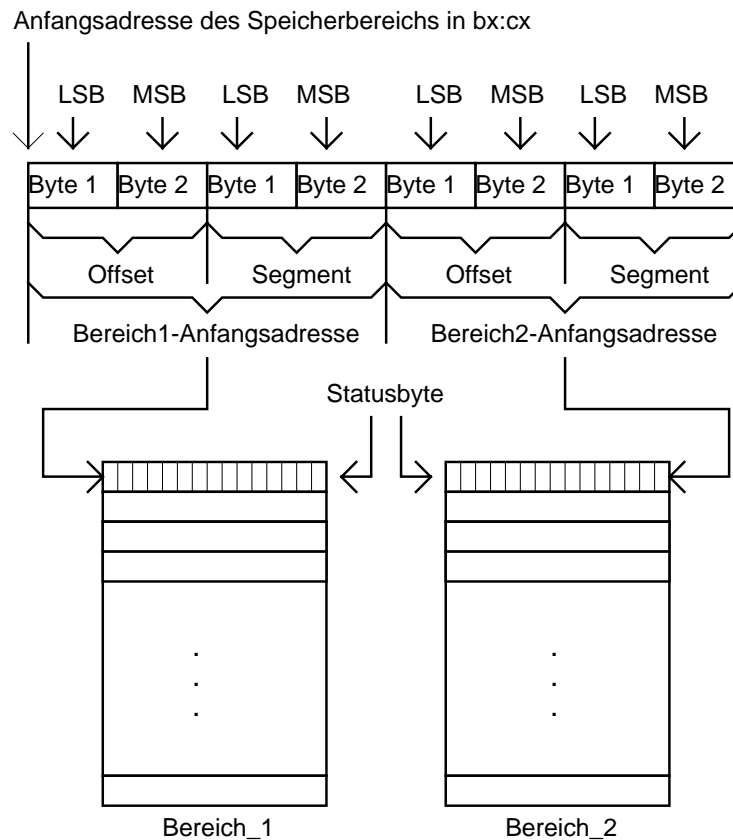 Anfangsadresse des Speicherbereichs in bx:cx
LSB MSB LSB MSB LSB MSB LSB MSB
Byte 1 Byte 2 Byte 1 Byte 2 Byte 1 Byte 2 Byte 1 Byte 2
Offset Segment Offset Segment
Bereich1-Anfangsadresse Bereich2-Anfangsadresse
Statusbyte
Bereich_1 Bereich_2